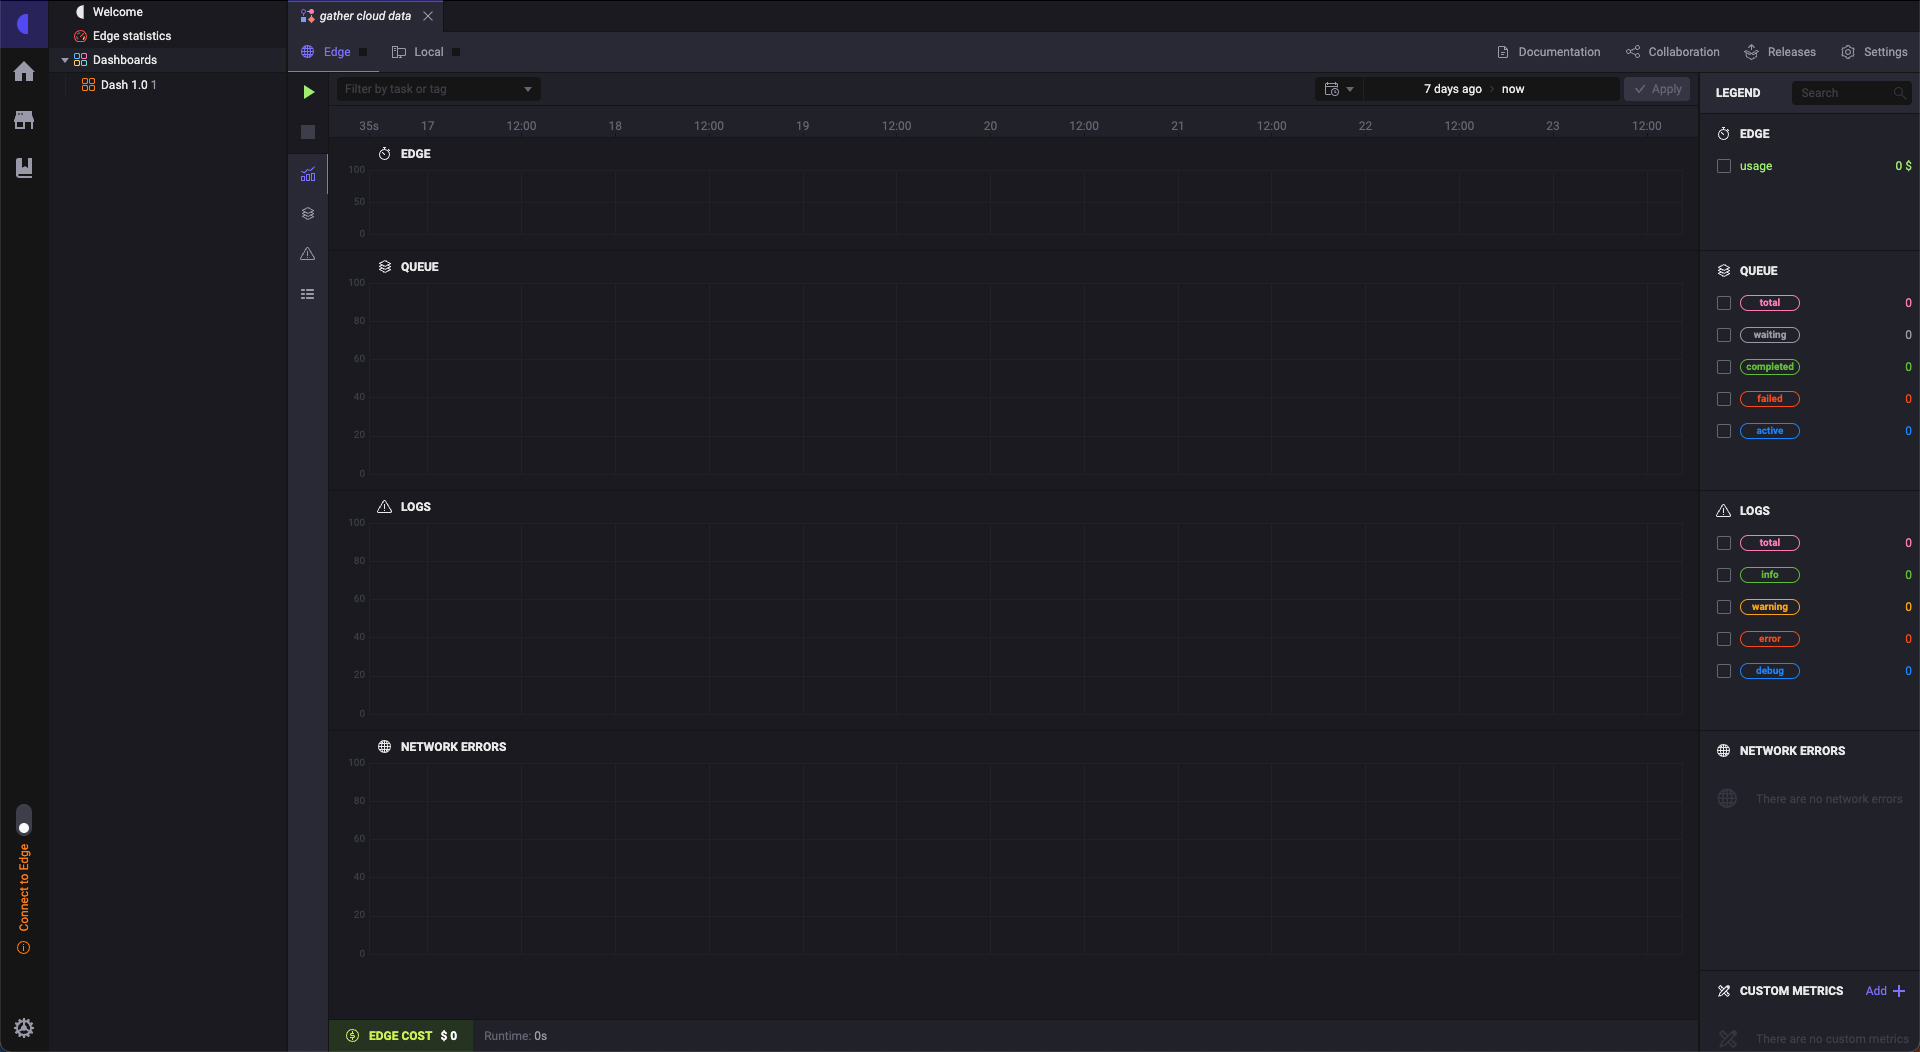 Welcome
Edge statistics
Dashboards
Dash 1.0 1
Connect to Edge
gather cloud data
Edge
Local
Documentation
Collaboration
Releases
Settings
Filter by task or tag
7 days ago › now
Apply
35s 17 12:00 18 12:00 19 12:00 20 12:00 21 12:00 22 12:00 23 12:00
EDGE
100
50
0
QUEUE
100
80
60
40
20
0
LOGS
100
80
60
40
20
0
NETWORK ERRORS
100
80
60
40
20
0
EDGE COST $ 0
Runtime: 0s
LEGEND
Search
EDGE
usage 0 $
QUEUE
total 0
waiting 0
completed 0
failed 0
active 0
LOGS
total 0
info 0
warning 0
error 0
debug 0
NETWORK ERRORS
There are no network errors
CUSTOM METRICS Add
There are no custom metrics